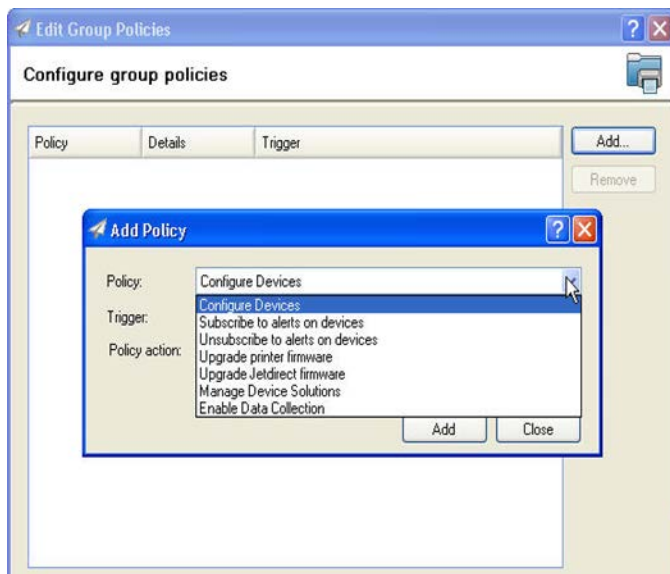 Edit Group Policies
Configure group policies
Policy Details Trigger
Add...
Remove
Add Policy
Policy: Configure Devices
Trigger:
Policy action:
Configure Devices
Subscribe to alerts on devices
Unsubscribe to alerts on devices
Upgrade printer firmware
Upgrade Jetdirect firmware
Manage Device Solutions
Enable Data Collection
Add Close